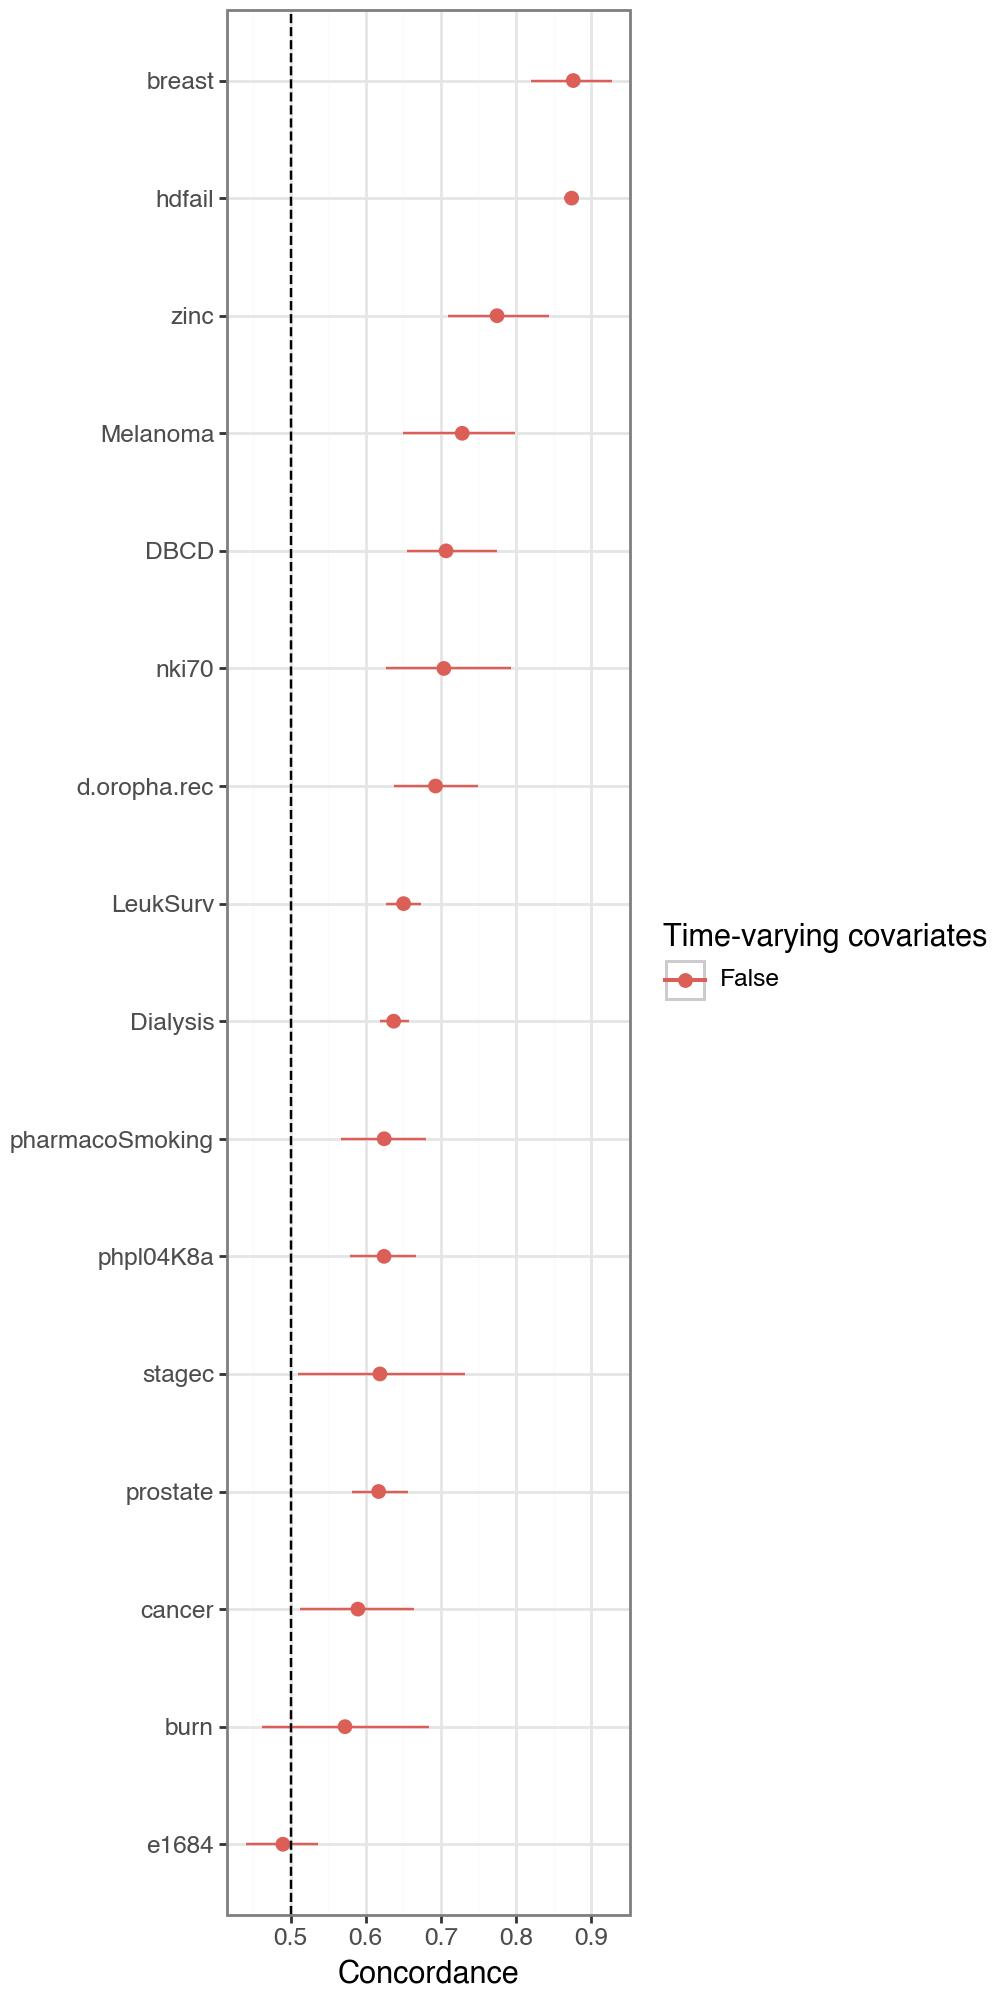 breast
hdfail
zinc
Melanoma
DBCD
nki70
d.oropha.rec
LeukSurv
Dialysis
pharmacoSmoking
phpl04K8a
stagec
prostate
cancer
burn
e1684
0.5 0.6 0.7 0.8 0.9
Concordance
Time-varying covariates
False